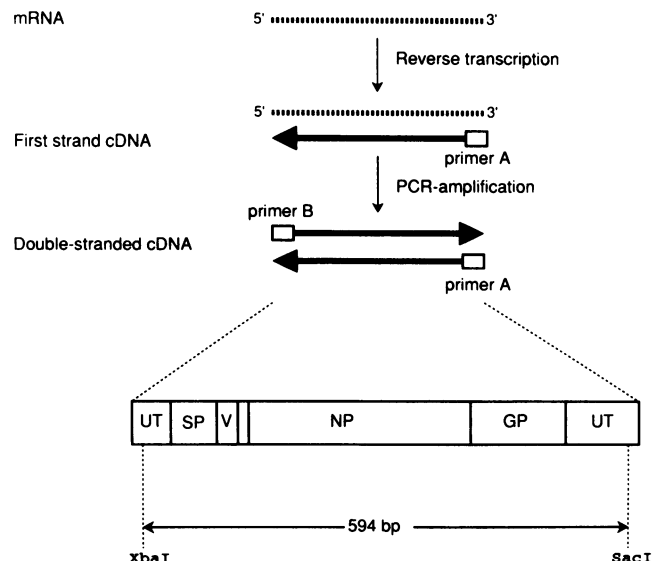 mRNA
5' 3'
Reverse transcription
5' 3'
First strand cDNA
primer A
PCR-amplification
primer B
Double-stranded cDNA
primer A
UT SP V NP GP UT
594 bp
XbaI SacI